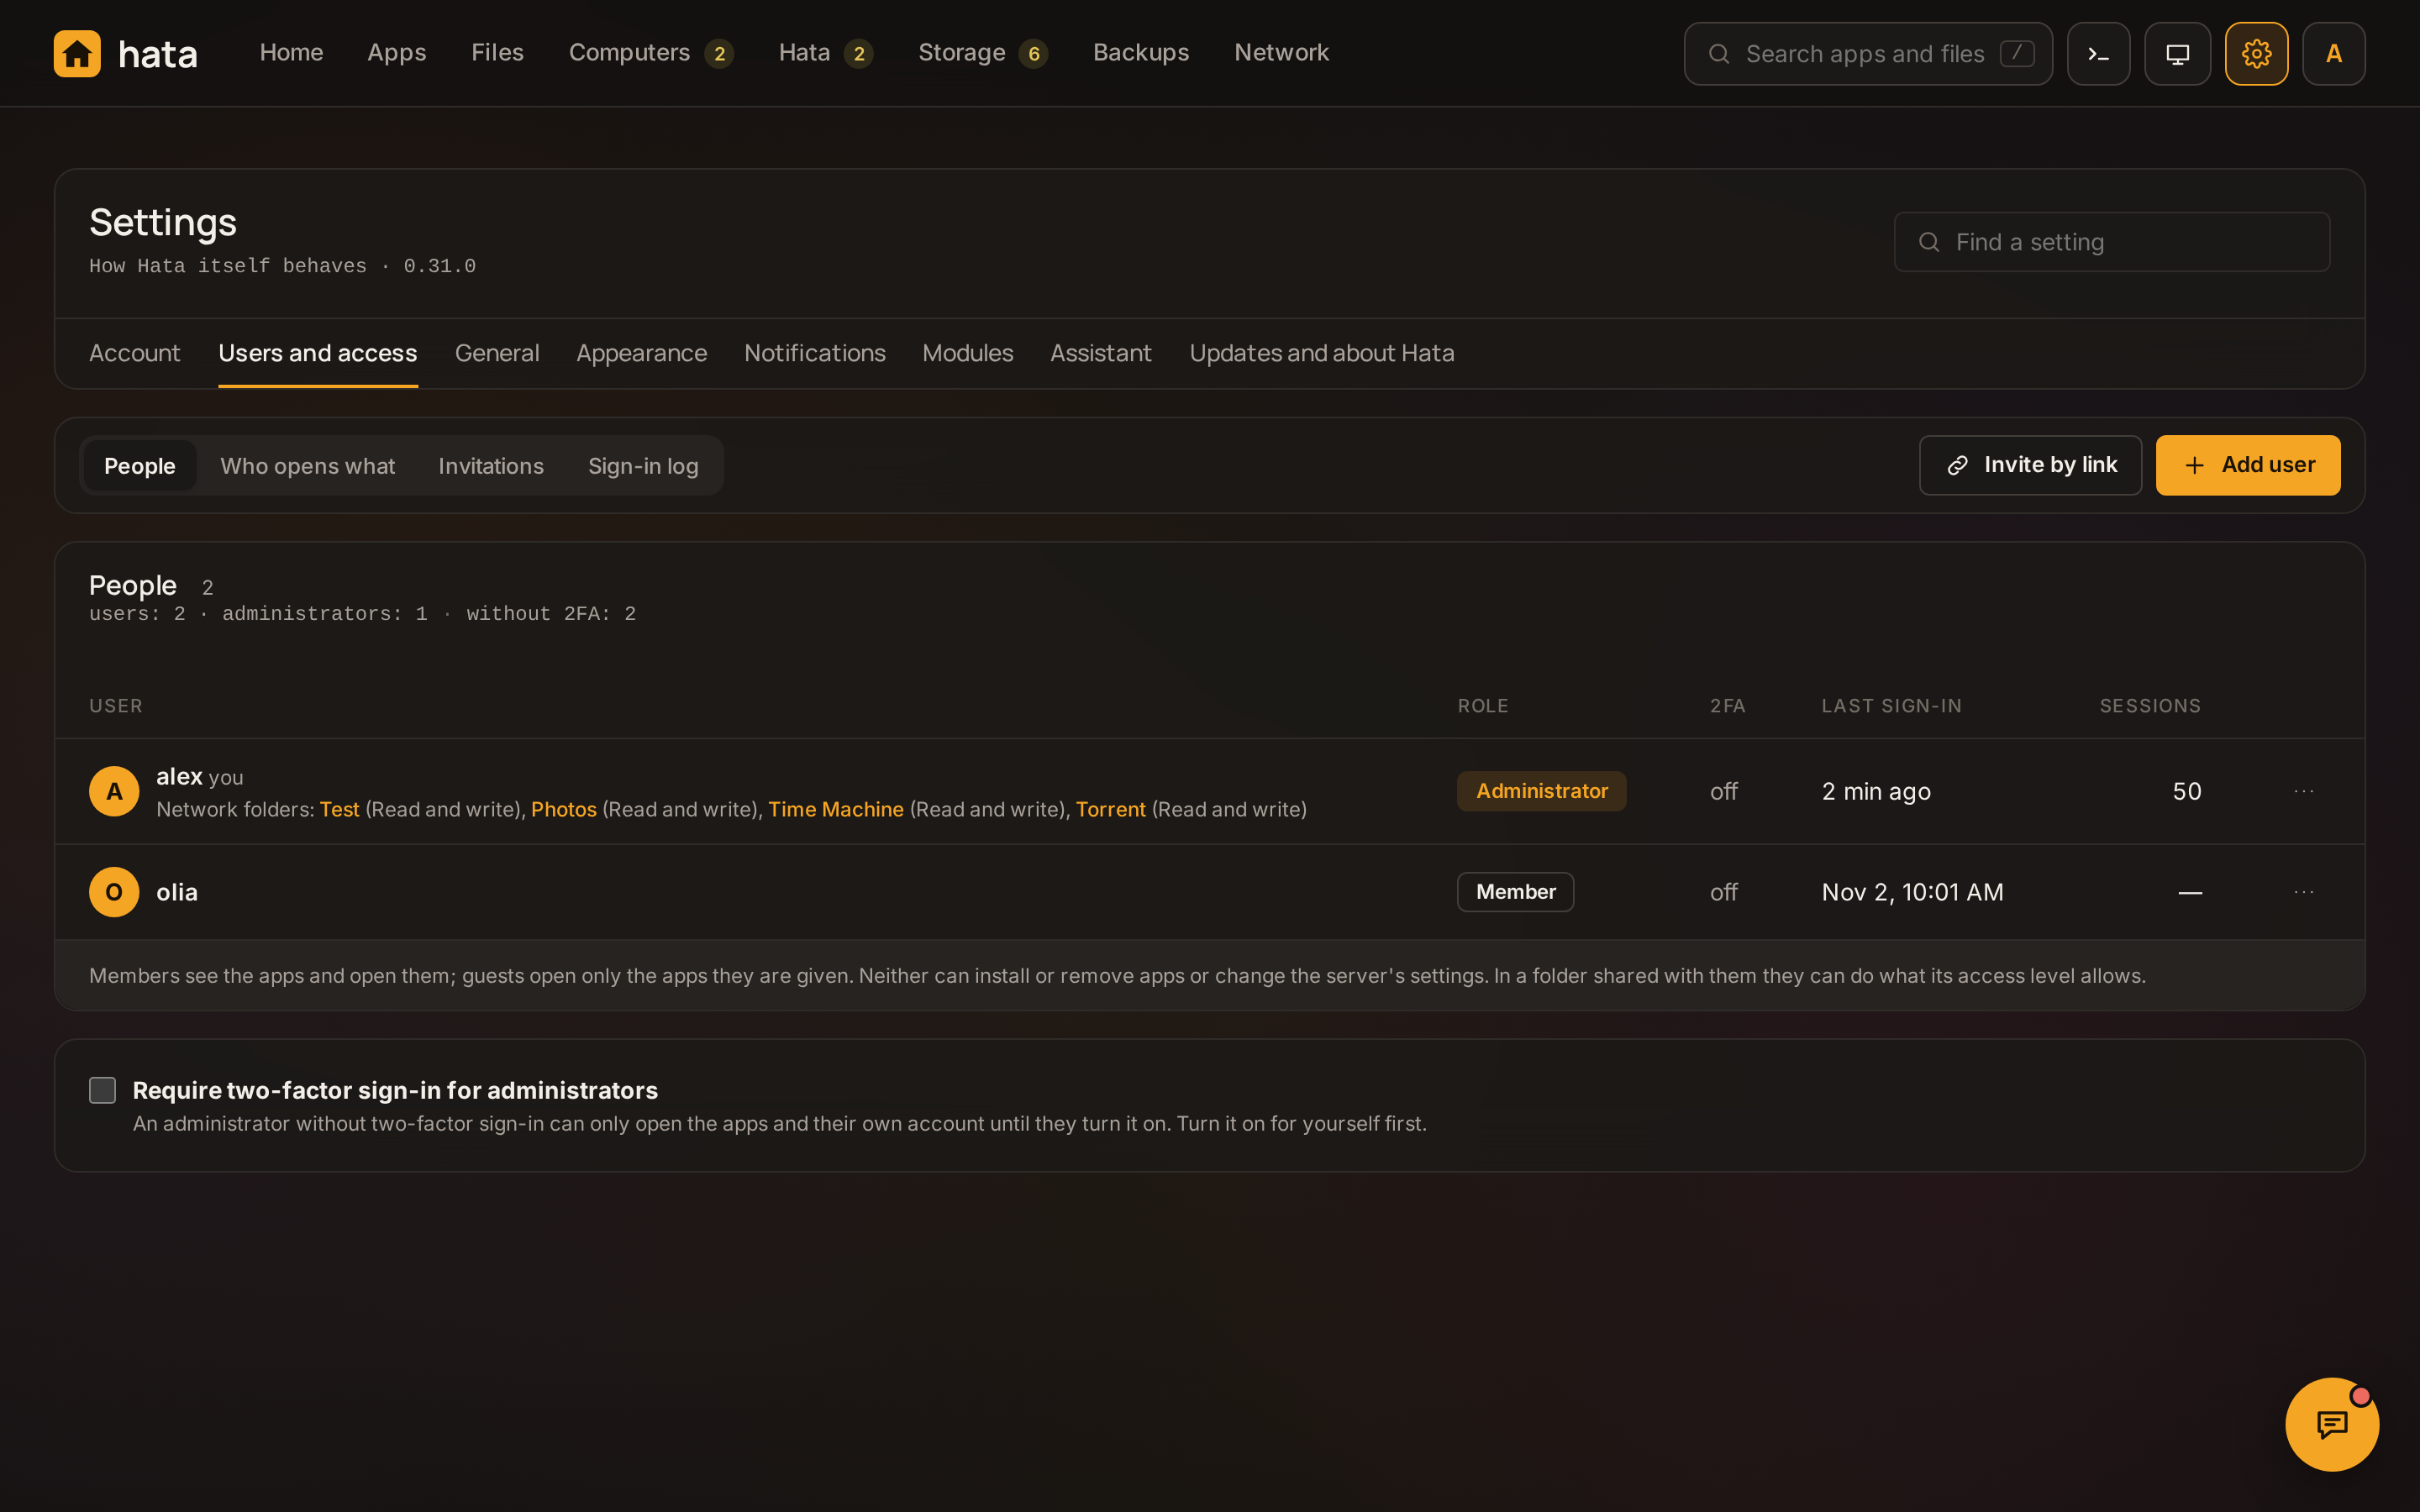 hata
Home Apps Files Computers 2 Hata 2 Storage 6 Backups Network
Search apps and files /
A
Settings
How Hata itself behaves · 0.31.0
Find a setting
Account Users and access General Appearance Notifications Modules Assistant Updates and about Hata
People Who opens what Invitations Sign-in log
Invite by link
Add user
People 2
users: 2 · administrators: 1 · without 2FA: 2
USER ROLE 2FA LAST SIGN-IN SESSIONS
A
alex you
Network folders: Test (Read and write), Photos (Read and write), Time Machine (Read and write), Torrent (Read and write)
Administrator off 2 min ago 50 ...
O
olia Member off Nov 2, 10:01 AM — ...
Members see the apps and open them; guests open only the apps they are given. Neither can install or remove apps or change the server's settings. In a folder shared with them they can do what its access level allows.
Require two-factor sign-in for administrators
An administrator without two-factor sign-in can only open the apps and their own account until they turn it on. Turn it on for yourself first.